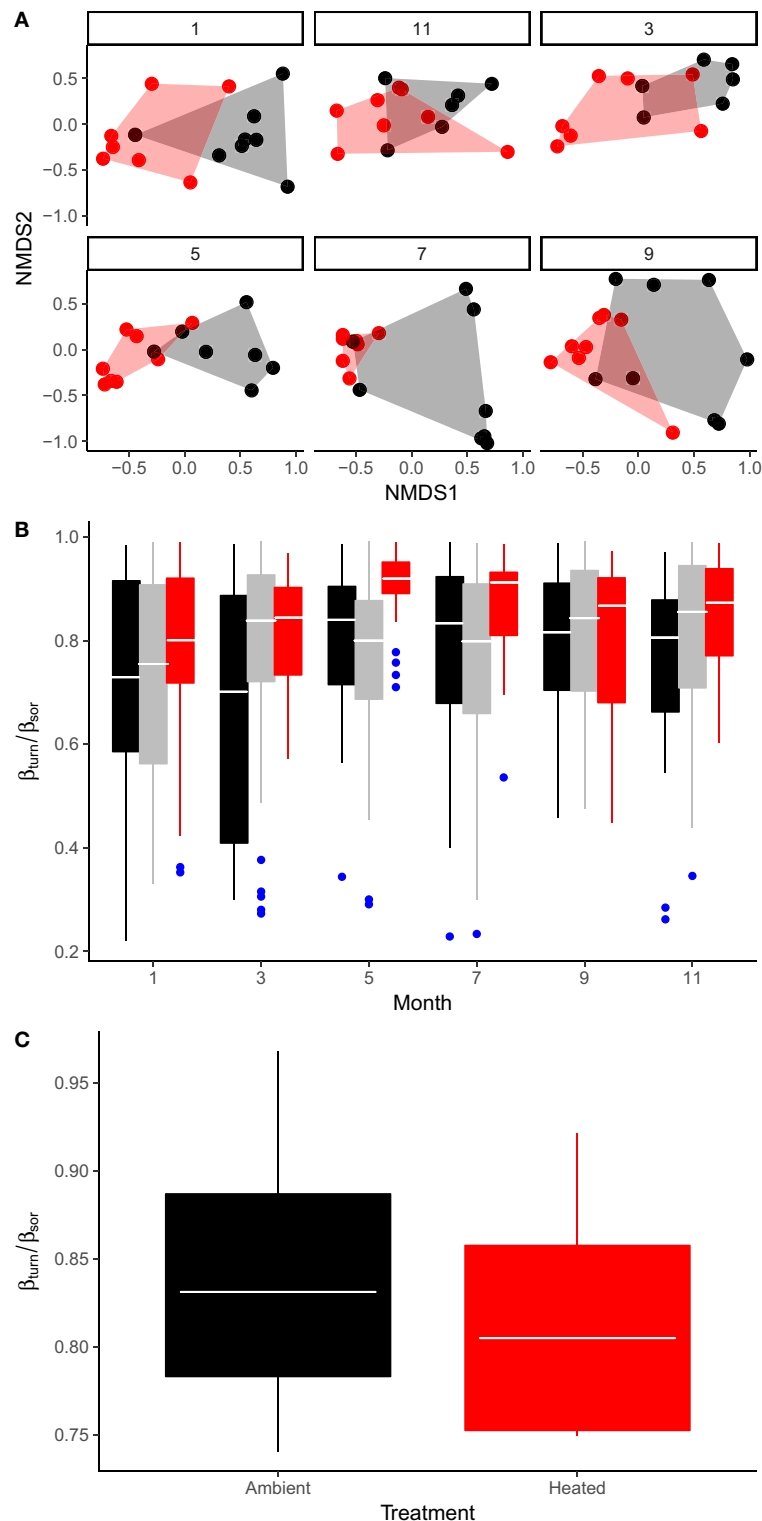 A
1 11 3
NMDS2
0.5
0.0
−0.5
−1.0
5 7 9
0.5
0.0
−0.5
−1.0
−0.5 0.0 0.5 1.0 −0.5 0.0 0.5 1.0 −0.5 0.0 0.5 1.0
NMDS1
B
βturn/βsor
1.0
0.8
0.6
0.4
0.2
1 3 5 7 9 11
Month
C
βturn/βsor
0.95
0.90
0.85
0.80
0.75
Ambient Heated
Treatment